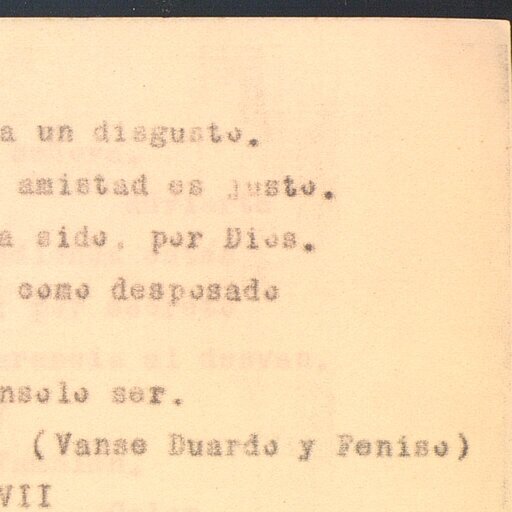 a un disgusto.
amistad es justo.
a sido, por Dios.
como desposado
nsolo ser.
(Vanse Duardo y Feniso)
VII